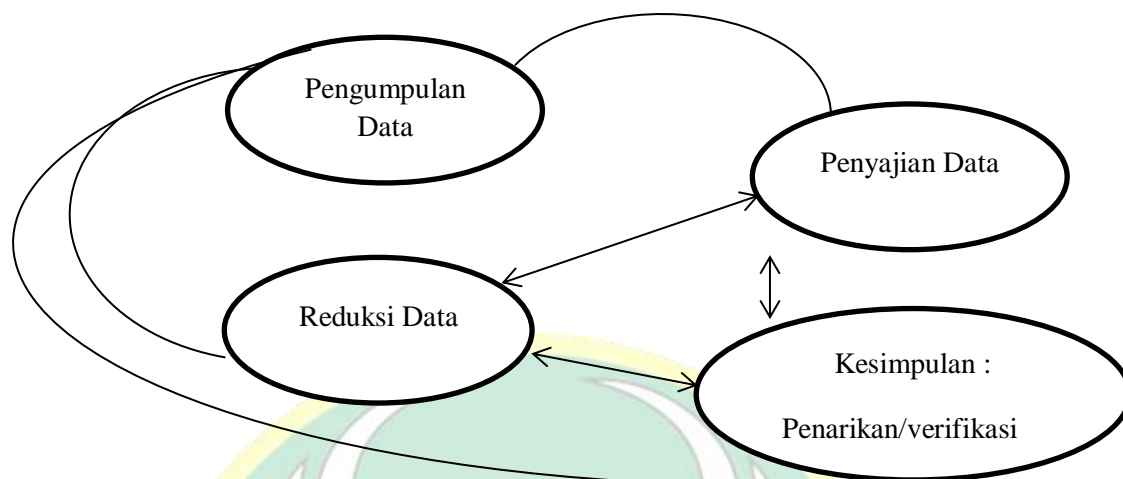 Pengumpulan
Data
Penyajian Data
Reduksi Data
Kesimpulan :
Penarikan/verifikasi